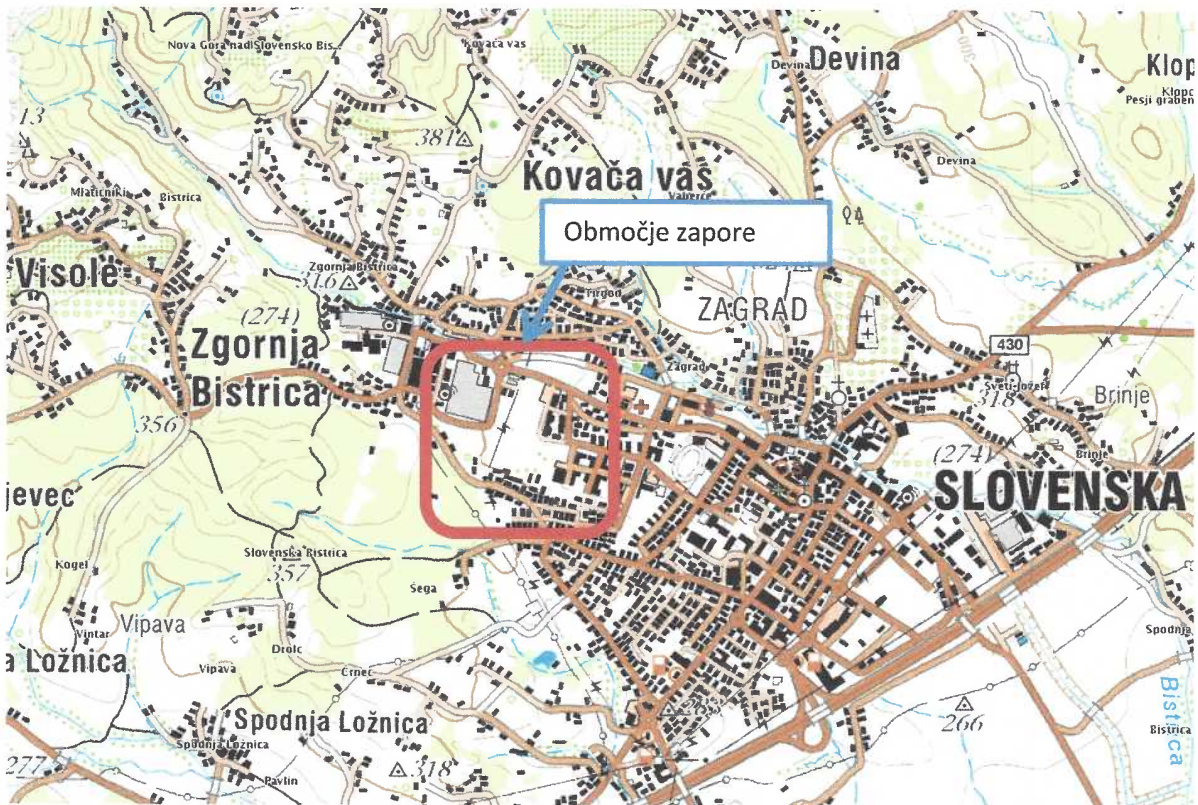 Nova Gora nad Slovensko Bis...
Kovača vas
Devina
Devina
Klop
Klopc
Pesji graben
13
381
Devina
Mlatičniki
Bistrica
Kovača vas
Valherce
Območje zapore
Visole
Zgornja Bistrica
316
Tirgod
ZAGRAD
(274)
Zgornja
Bistrica
430
Zagrad
Sveti Jožef
318
Brinje
356
(274)
Brinje
jevec
SLOVENSKA
Slovenska Bistrica
357
Kogel
Šega
Vintar
Vipava
Drolc
Spodnja
a Ložnica
Vipava
Črnec
Bistrica
Spodnja Ložnica
266
Bistrica
Spodnja Ložnica
277
Pavlin
318